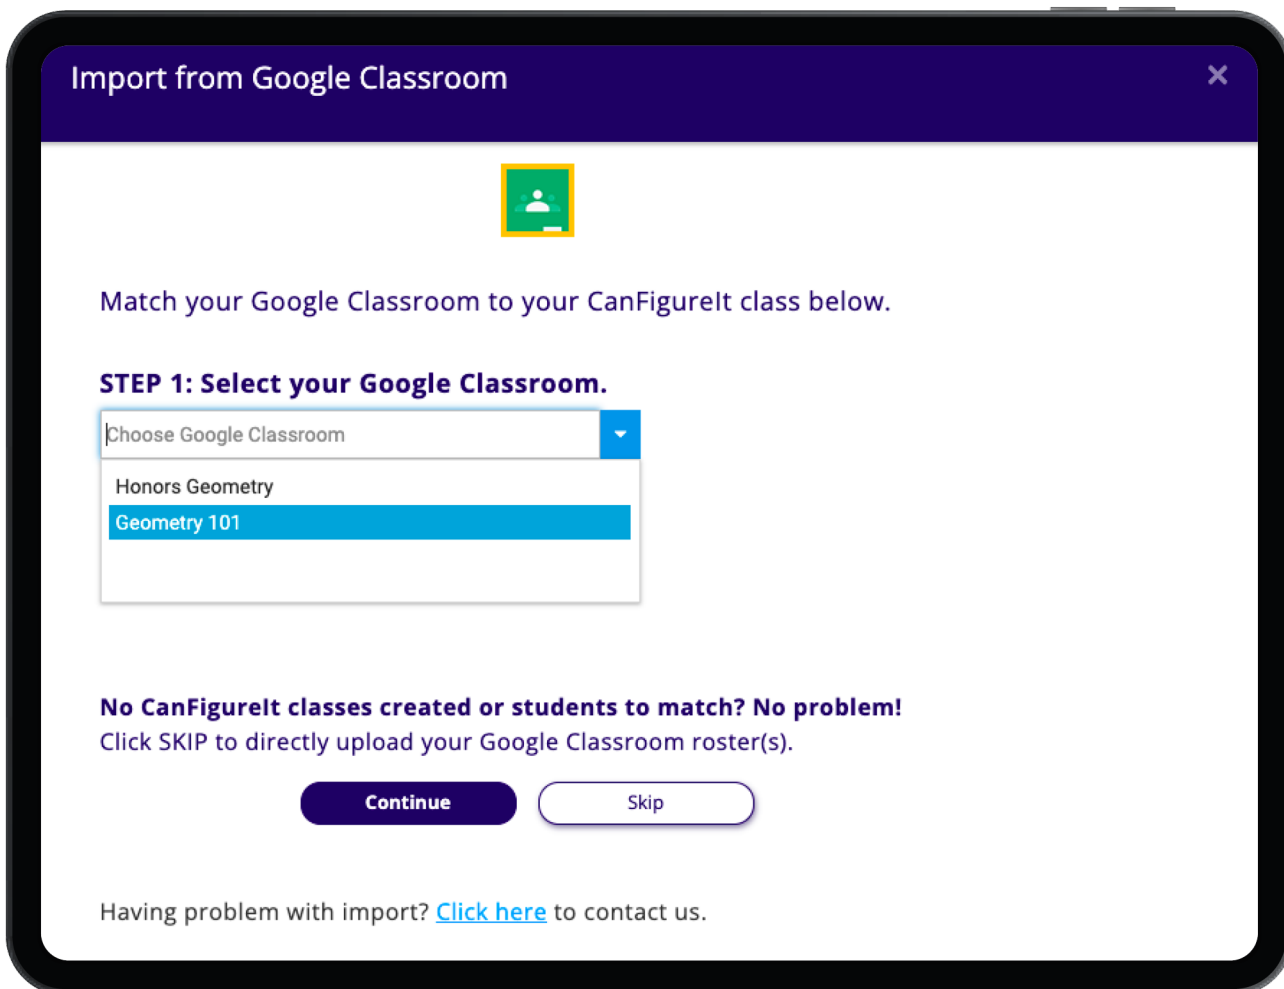 Import from Google Classroom
Match your Google Classroom to your CanFigureIt class below.
STEP 1: Select your Google Classroom.
Choose Google Classroom
Honors Geometry
Geometry 101
No CanFigureIt classes created or students to match? No problem!
Click SKIP to directly upload your Google Classroom roster(s).
Continue
Skip
Having problem with import? Click here to contact us.